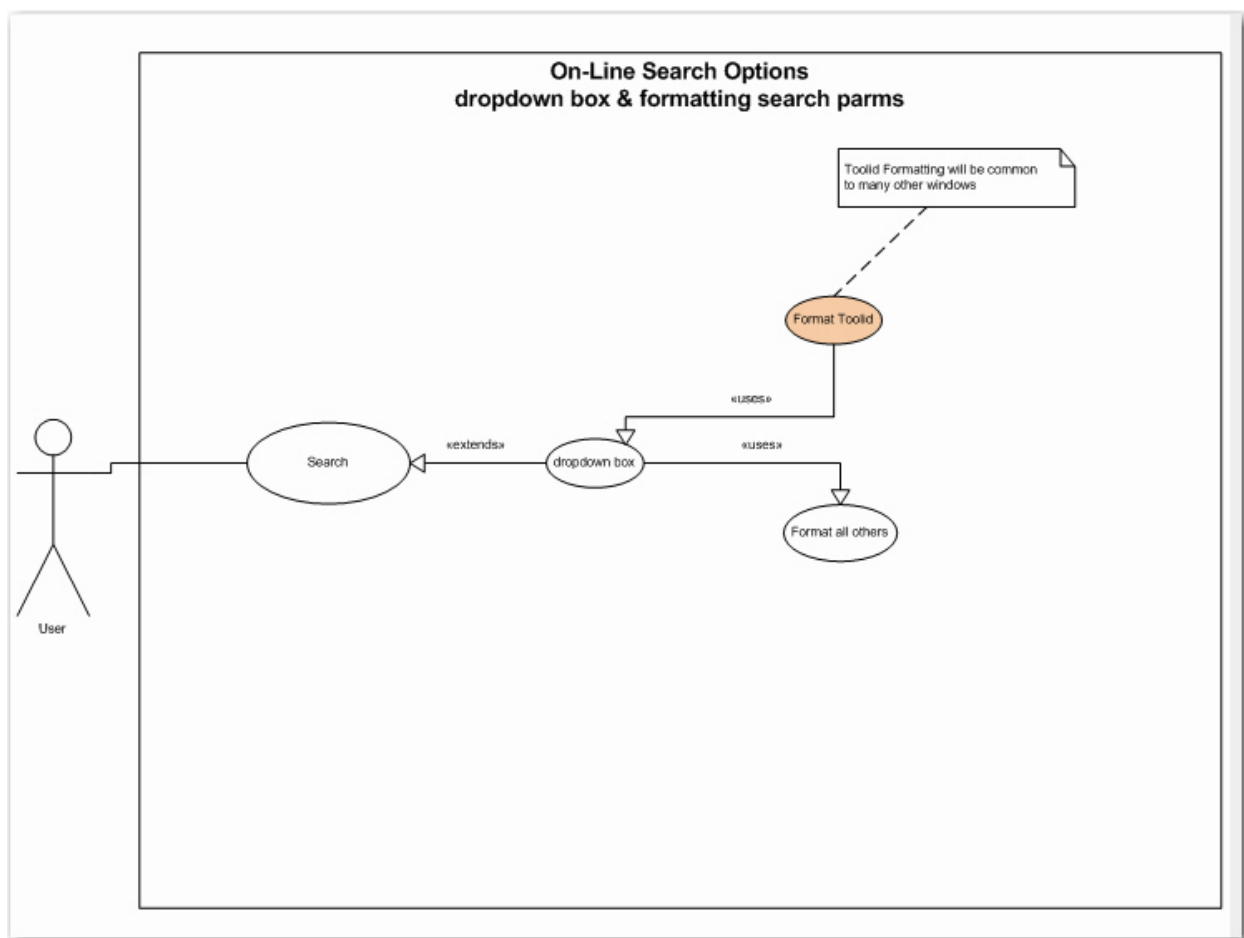 On-Line Search Options
dropdown box & formatting search parms
Toolid Formatting will be common
to many other windows
Format Toolid
«uses»
«extends»
«uses»
Search
dropdown box
Format all others
User